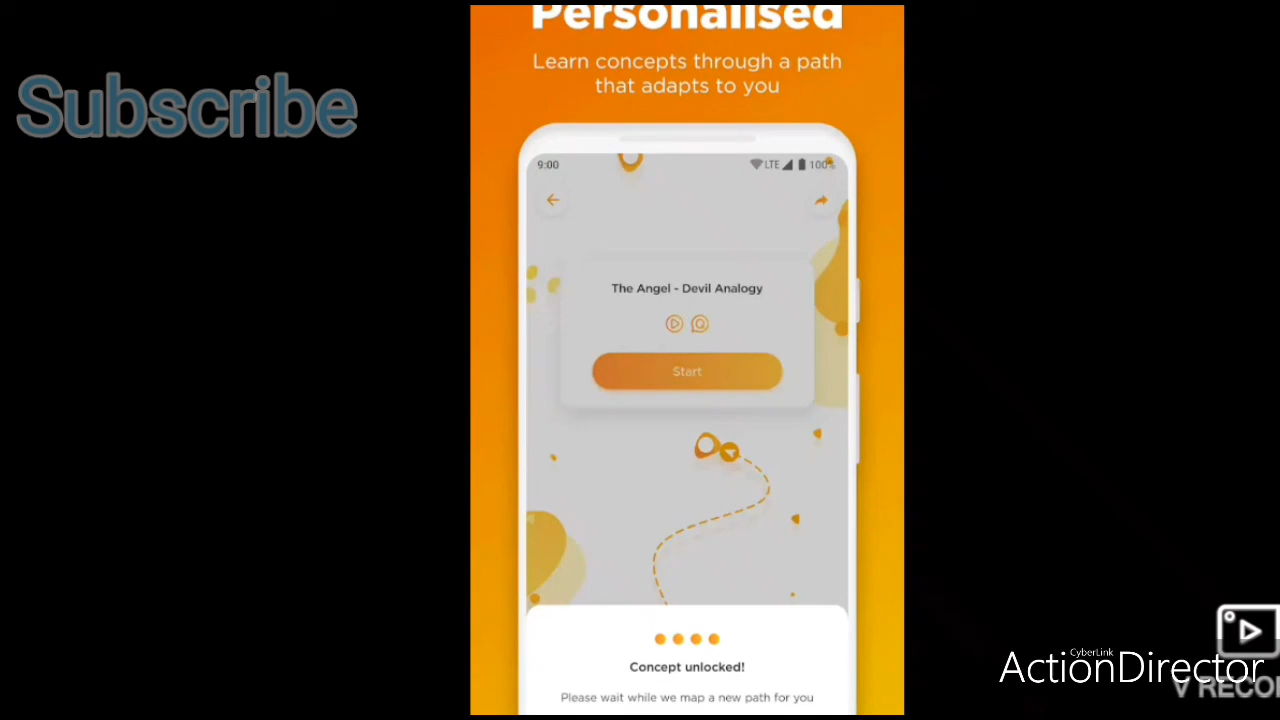 Personalised
Learn concepts through a path
that adapts to you
Subscribe
9:00
LTE 100%
The Angel - Devil Analogy
Start
Concept unlocked!
Please wait while we map a new path for you
CyberLink
ActionDirector
V RECO